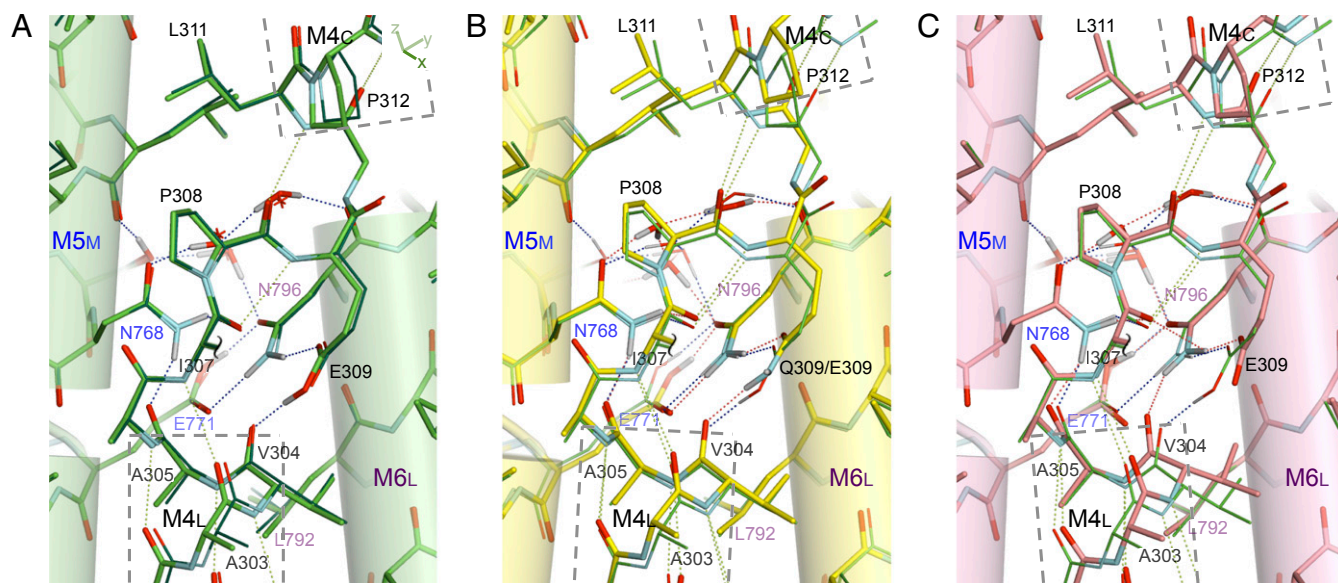 A
L311
M4C
z
y
x
P312
P308
M5M
N796
N768
I307
E309
E771
V304
A305
M6L
M4L
L792
A303
B
L311
M4C
P312
P308
N796
N768
I307
Q309/E309
E771
V304
A305
M4L
L792
A303
C
L311
M4C
P312
P308
M5M
N796
N768
I307
E309
E771
V304
A305
M6L
M4L
L792
A303